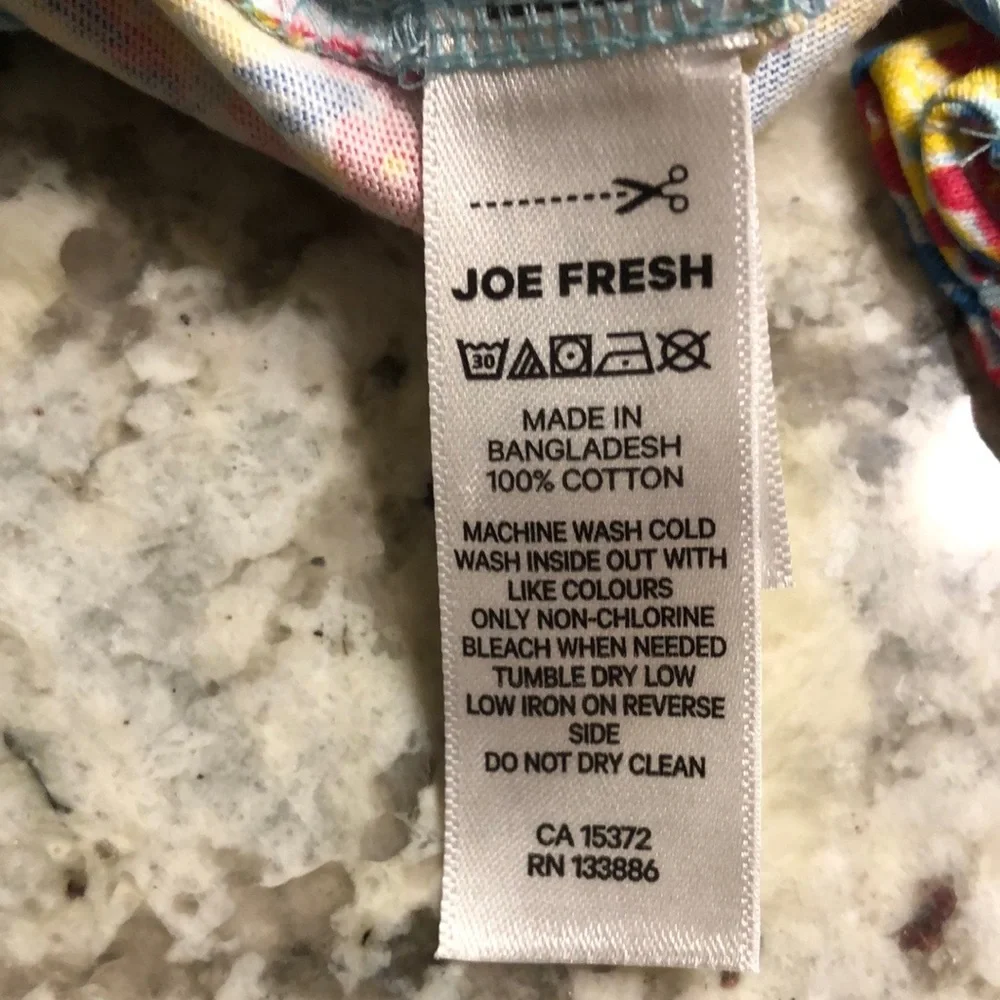 JOE FRESH
30
MADE IN
BANGLADESH
100% COTTON
MACHINE WASH COLD
WASH INSIDE OUT WITH
LIKE COLOURS
ONLY NON-CHLORINE
BLEACH WHEN NEEDED
TUMBLE DRY LOW
LOW IRON ON REVERSE
SIDE
DO NOT DRY CLEAN
CA 15372
RN 133886